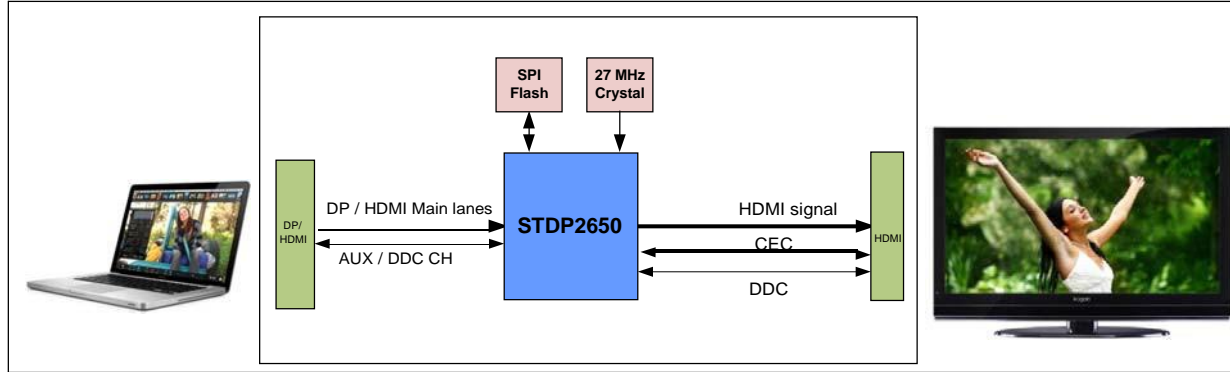 SPI
Flash
27 MHz
Crystal
DP/
HDMI
DP / HDMI Main lanes
AUX / DDC CH
STDP2650
HDMI signal
CEC
DDC
HDMI